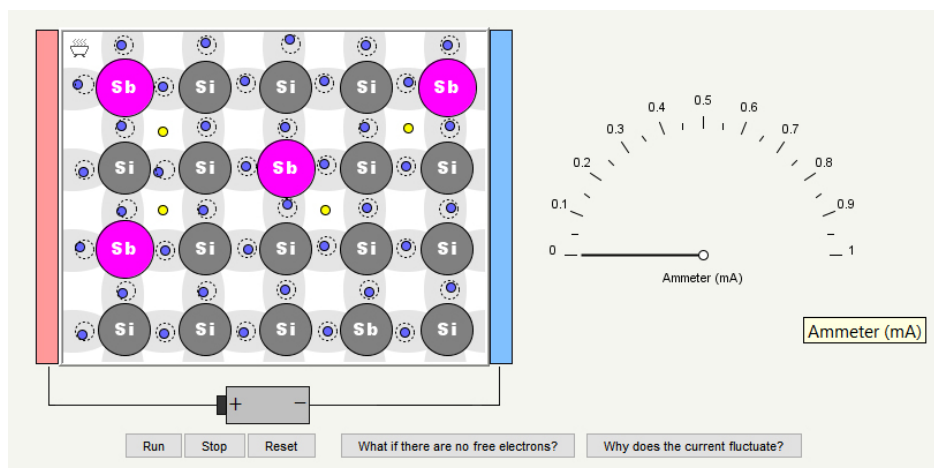 Sb Si Si Si Sb
Si Si Sb Si Si
Sb Si Si Si Si
Si Si Si Sb Si
0 0.1 0.2 0.3 0.4 0.5 0.6 0.7 0.8 0.9 1
Ammeter (mA)
Ammeter (mA)
+ −
Run Stop Reset What if there are no free electrons? Why does the current fluctuate?